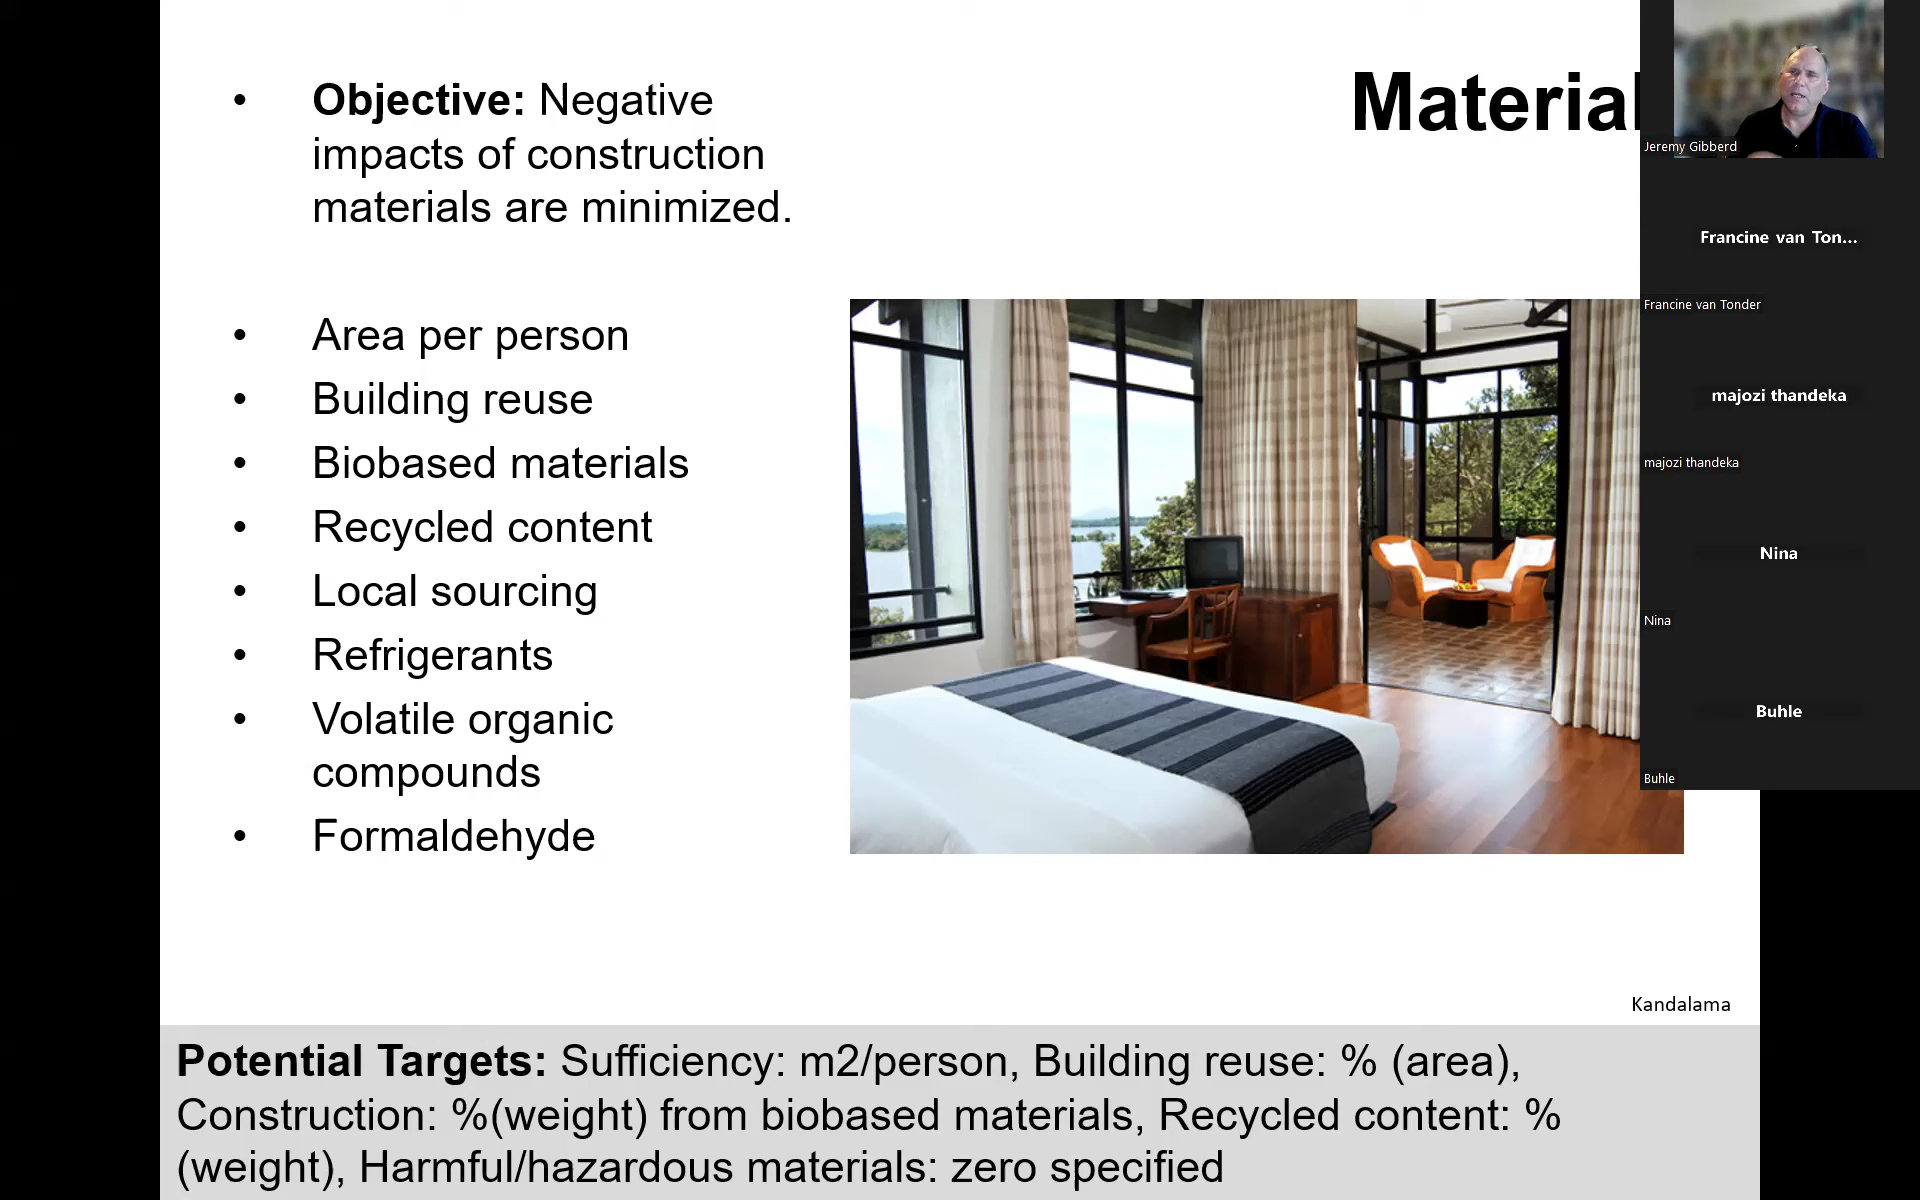 • Objective: Negative
impacts of construction
materials are minimized.
• Area per person
• Building reuse
• Biobased materials
• Recycled content
• Local sourcing
• Refrigerants
• Volatile organic
compounds
• Formaldehyde
Material
Kandalama
Potential Targets: Sufficiency: m2/person, Building reuse: % (area),
Construction: %(weight) from biobased materials, Recycled content: %
(weight), Harmful/hazardous materials: zero specified
Jeremy Gibberd
Francine van Ton...
Francine van Tonder
majozi thandeka
majozi thandeka
Nina
Nina
Buhle
Buhle